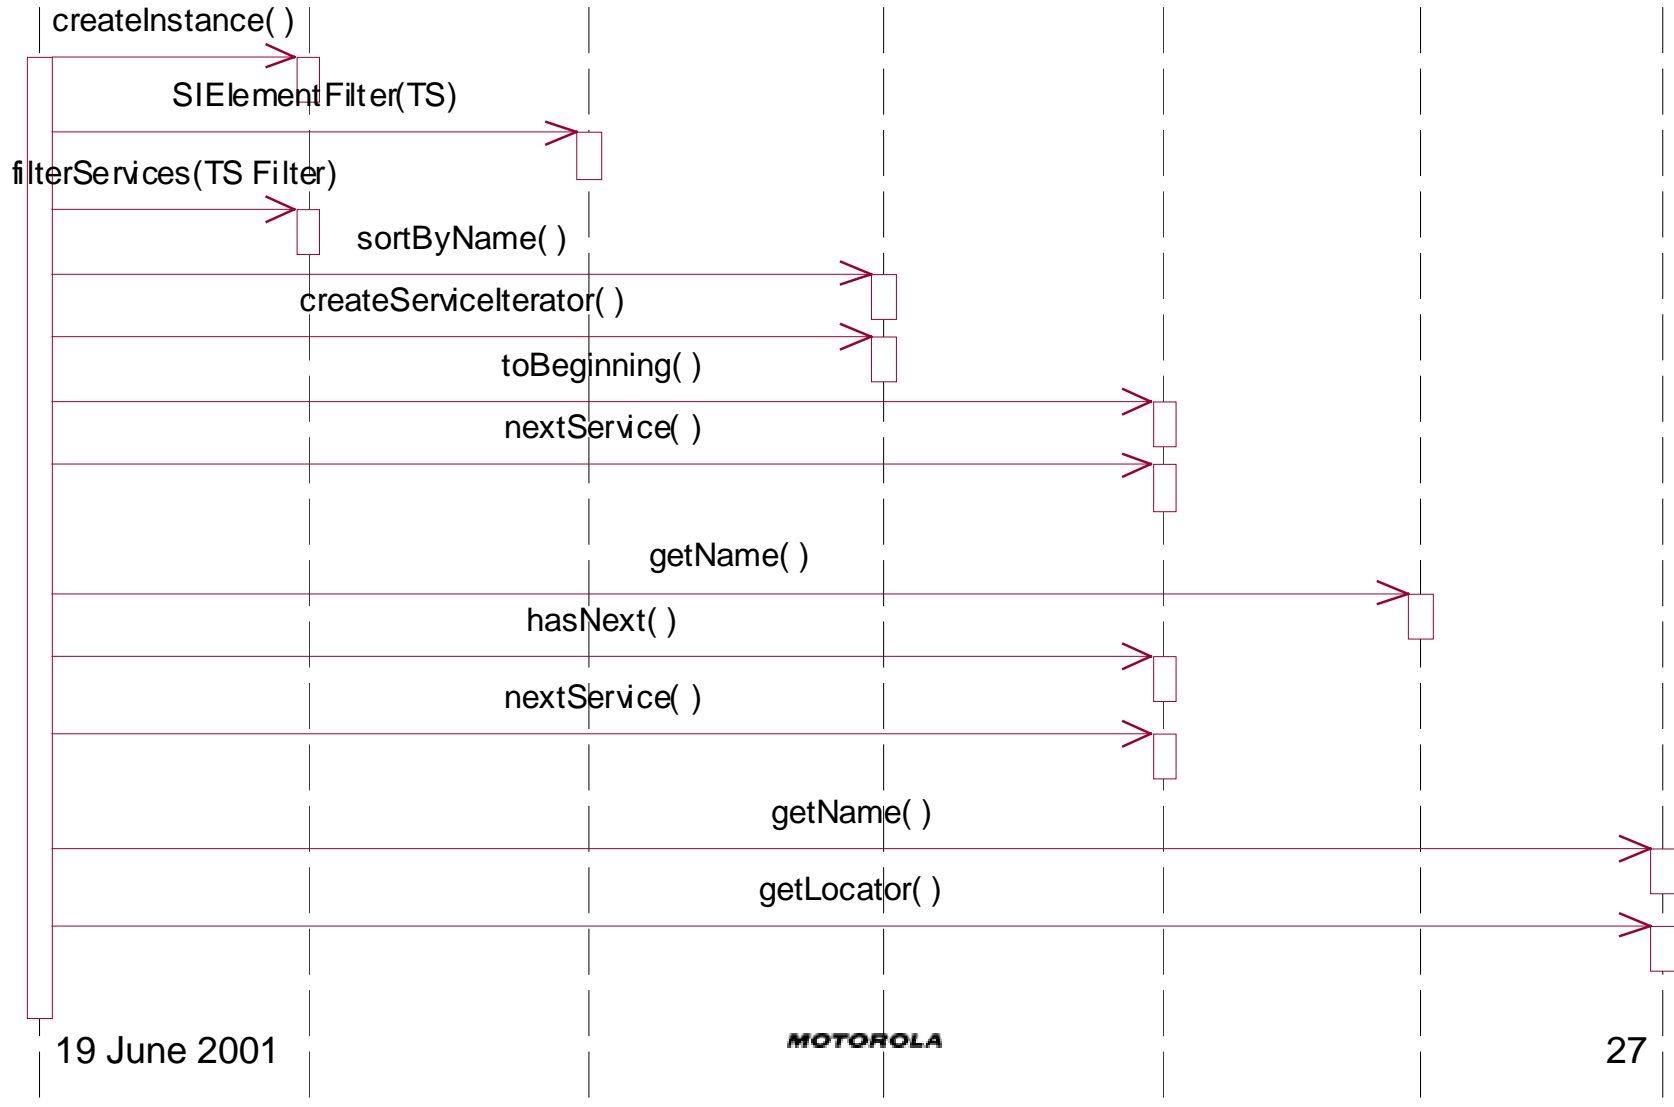 createInstance( )
SIElementFilter(TS)
filterServices(TS Filter)
sortByName( )
createServiceIterator( )
toBeginning( )
nextService( )
getName( )
hasNext( )
nextService( )
getName( )
getLocator( )
19 June 2001
MOTOROLA
27